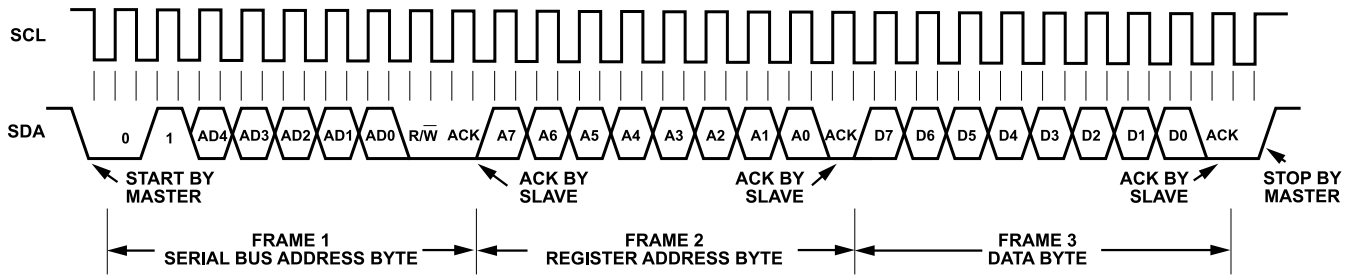 SCL
SDA
0 1 AD4 AD3 AD2 AD1 AD0 R/W̅ ACK A7 A6 A5 A4 A3 A2 A1 A0 ACK D7 D6 D5 D4 D3 D2 D1 D0 ACK
START BY
MASTER
ACK BY
SLAVE
ACK BY
SLAVE
ACK BY
SLAVE
STOP BY
MASTER
FRAME 1
SERIAL BUS ADDRESS BYTE
FRAME 2
REGISTER ADDRESS BYTE
FRAME 3
DATA BYTE